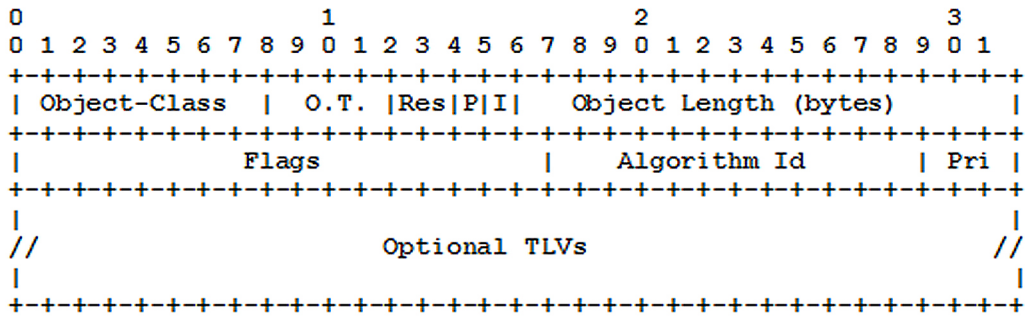 0                   1                   2                   3
0 1 2 3 4 5 6 7 8 9 0 1 2 3 4 5 6 7 8 9 0 1 2 3 4 5 6 7 8 9 0 1
+-+-+-+-+-+-+-+-+-+-+-+-+-+-+-+-+-+-+-+-+-+-+-+-+-+-+-+-+-+-+-+-+
| Object-Class  |  O.T. |Res|P|I|   Object Length (bytes)       |
+-+-+-+-+-+-+-+-+-+-+-+-+-+-+-+-+-+-+-+-+-+-+-+-+-+-+-+-+-+-+-+-+
|              Flags              |    Algorithm Id       | Pri |
+-+-+-+-+-+-+-+-+-+-+-+-+-+-+-+-+-+-+-+-+-+-+-+-+-+-+-+-+-+-+-+-+
|                                                               |
//                      Optional TLVs                          //
|                                                               |
+-+-+-+-+-+-+-+-+-+-+-+-+-+-+-+-+-+-+-+-+-+-+-+-+-+-+-+-+-+-+-+-+